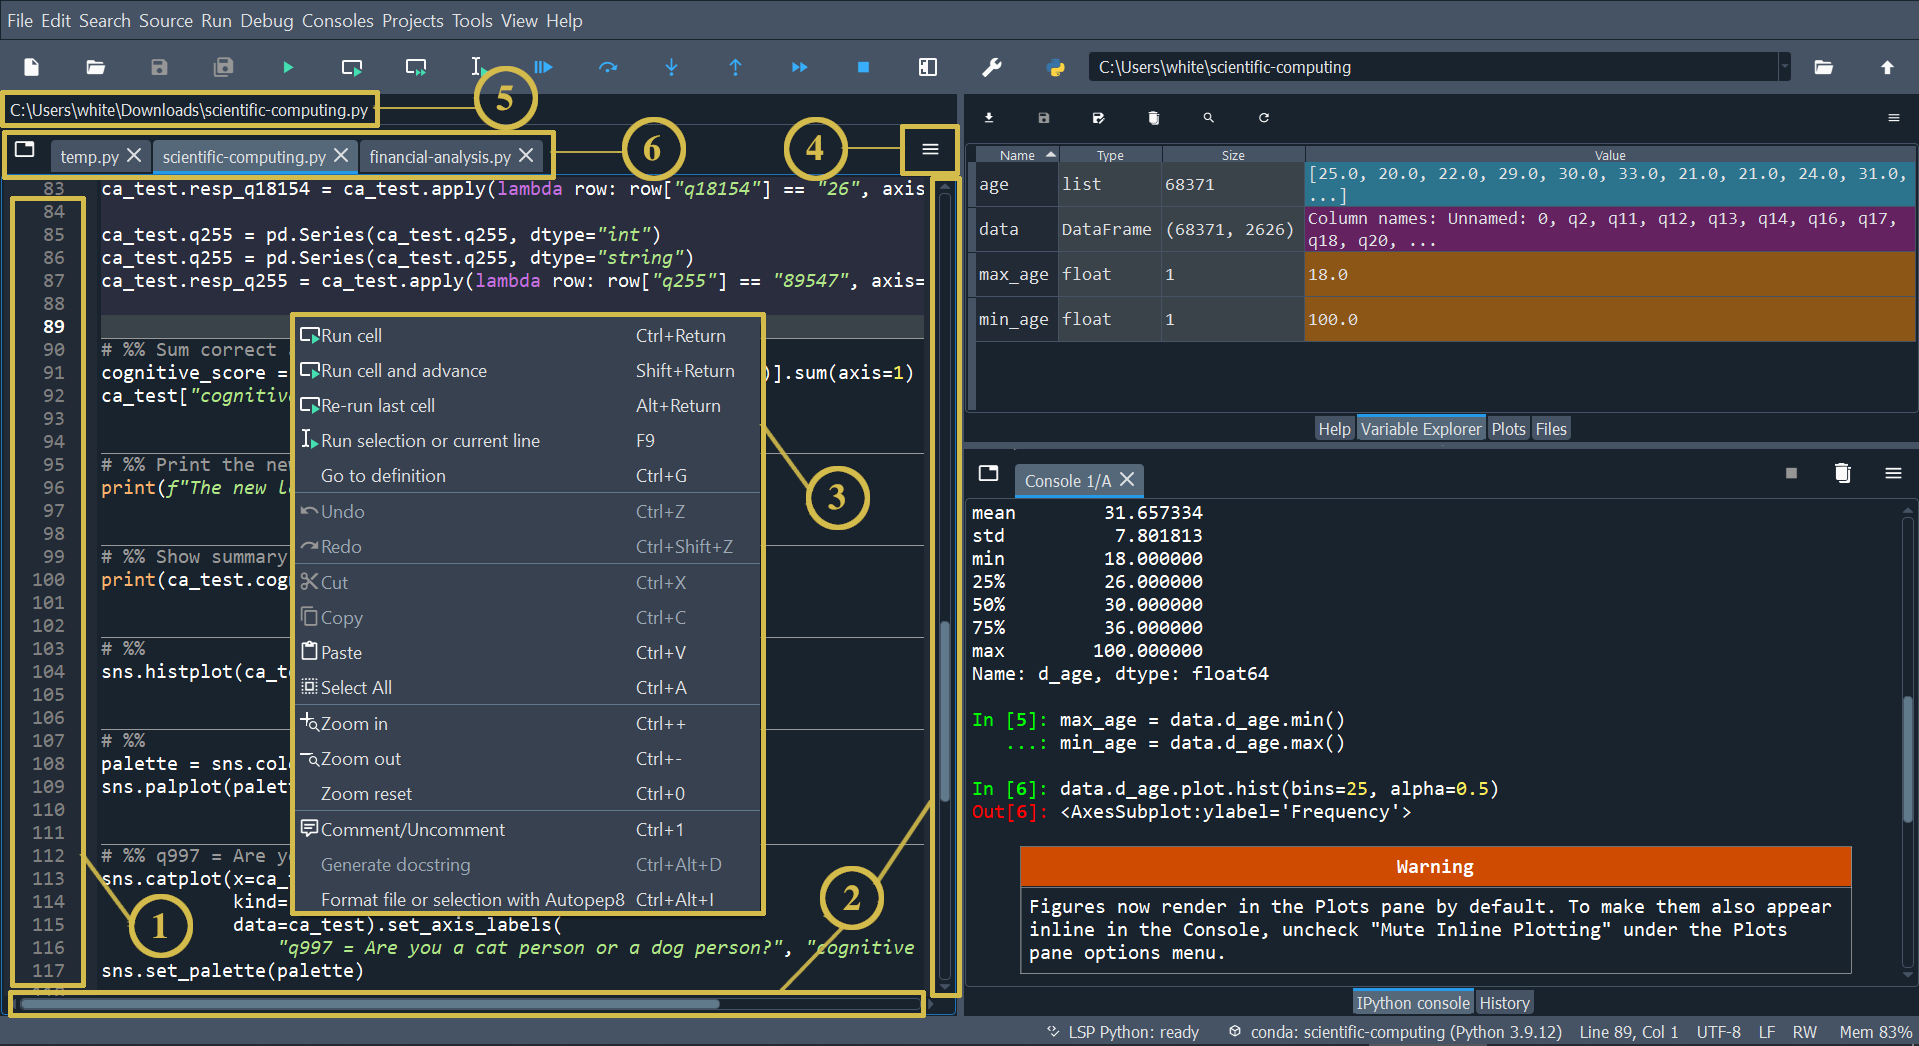 File Edit Search Source Run Debug Consoles Projects Tools View Help
C:\Users\white\scientific-computing
C:\Users\white\Downloads\scientific-computing.py
5
temp.py
scientific-computing.py
financial-analysis.py
6
4
83 ca_test.resp_q18154 = ca_test.apply(lambda row: row["q18154"] == "26", axis
84
85 ca_test.q255 = pd.Series(ca_test.q255, dtype="int")
86 ca_test.q255 = pd.Series(ca_test.q255, dtype="string")
87 ca_test.resp_q255 = ca_test.apply(lambda row: row["q255"] == "89547", axis=
88
89
90 # %% Sum correct
91 cognitive_score = )].sum(axis=1)
92 ca_test["cognitiv
93
94
95 # %% Print the ne
96 print(f"The new l
97
98
99 # %% Show summary
100 print(ca_test.cog
101
102
103 # %%
104 sns.histplot(ca_t
105
106
107 # %%
108 palette = sns.col
109 sns.palplot(palet
110
111
112 # %% q997 = Are y
113 sns.catplot(x=ca_
114 kind=
115 data=ca_test).set_axis_labels(
116 "q997 = Are you a cat person or a dog person?", "cognitive
117 sns.set_palette(palette)
Run cell Ctrl+Return
Run cell and advance Shift+Return
Re-run last cell Alt+Return
Run selection or current line F9
Go to definition Ctrl+G
Undo Ctrl+Z
Redo Ctrl+Shift+Z
Cut Ctrl+X
Copy Ctrl+C
Paste Ctrl+V
Select All Ctrl+A
Zoom in Ctrl++
Zoom out Ctrl+-
Zoom reset Ctrl+0
Comment/Uncomment Ctrl+1
Generate docstring Ctrl+Alt+D
Format file or selection with Autopep8 Ctrl+Alt+I
3
1
2
Name Type Size Value
age list 68371 [25.0, 20.0, 22.0, 29.0, 30.0, 33.0, 21.0, 21.0, 24.0, 31.0,
...]
data DataFrame (68371, 2626) Column names: Unnamed: 0, q2, q11, q12, q13, q14, q16, q17,
q18, q20, ...
max_age float 1 18.0
min_age float 1 100.0
Help Variable Explorer Plots Files
Console 1/A
mean 31.657334
std 7.801813
min 18.000000
25% 26.000000
50% 30.000000
75% 36.000000
max 100.000000
Name: d_age, dtype: float64
In [5]: max_age = data.d_age.min()
...: min_age = data.d_age.max()
In [6]: data.d_age.plot.hist(bins=25, alpha=0.5)
Out[6]: <AxesSubplot:ylabel='Frequency'>
Warning
Figures now render in the Plots pane by default. To make them also appear
inline in the Console, uncheck "Mute Inline Plotting" under the Plots
pane options menu.
IPython console History
LSP Python: ready conda: scientific-computing (Python 3.9.12) Line 89, Col 1 UTF-8 LF RW Mem 83%